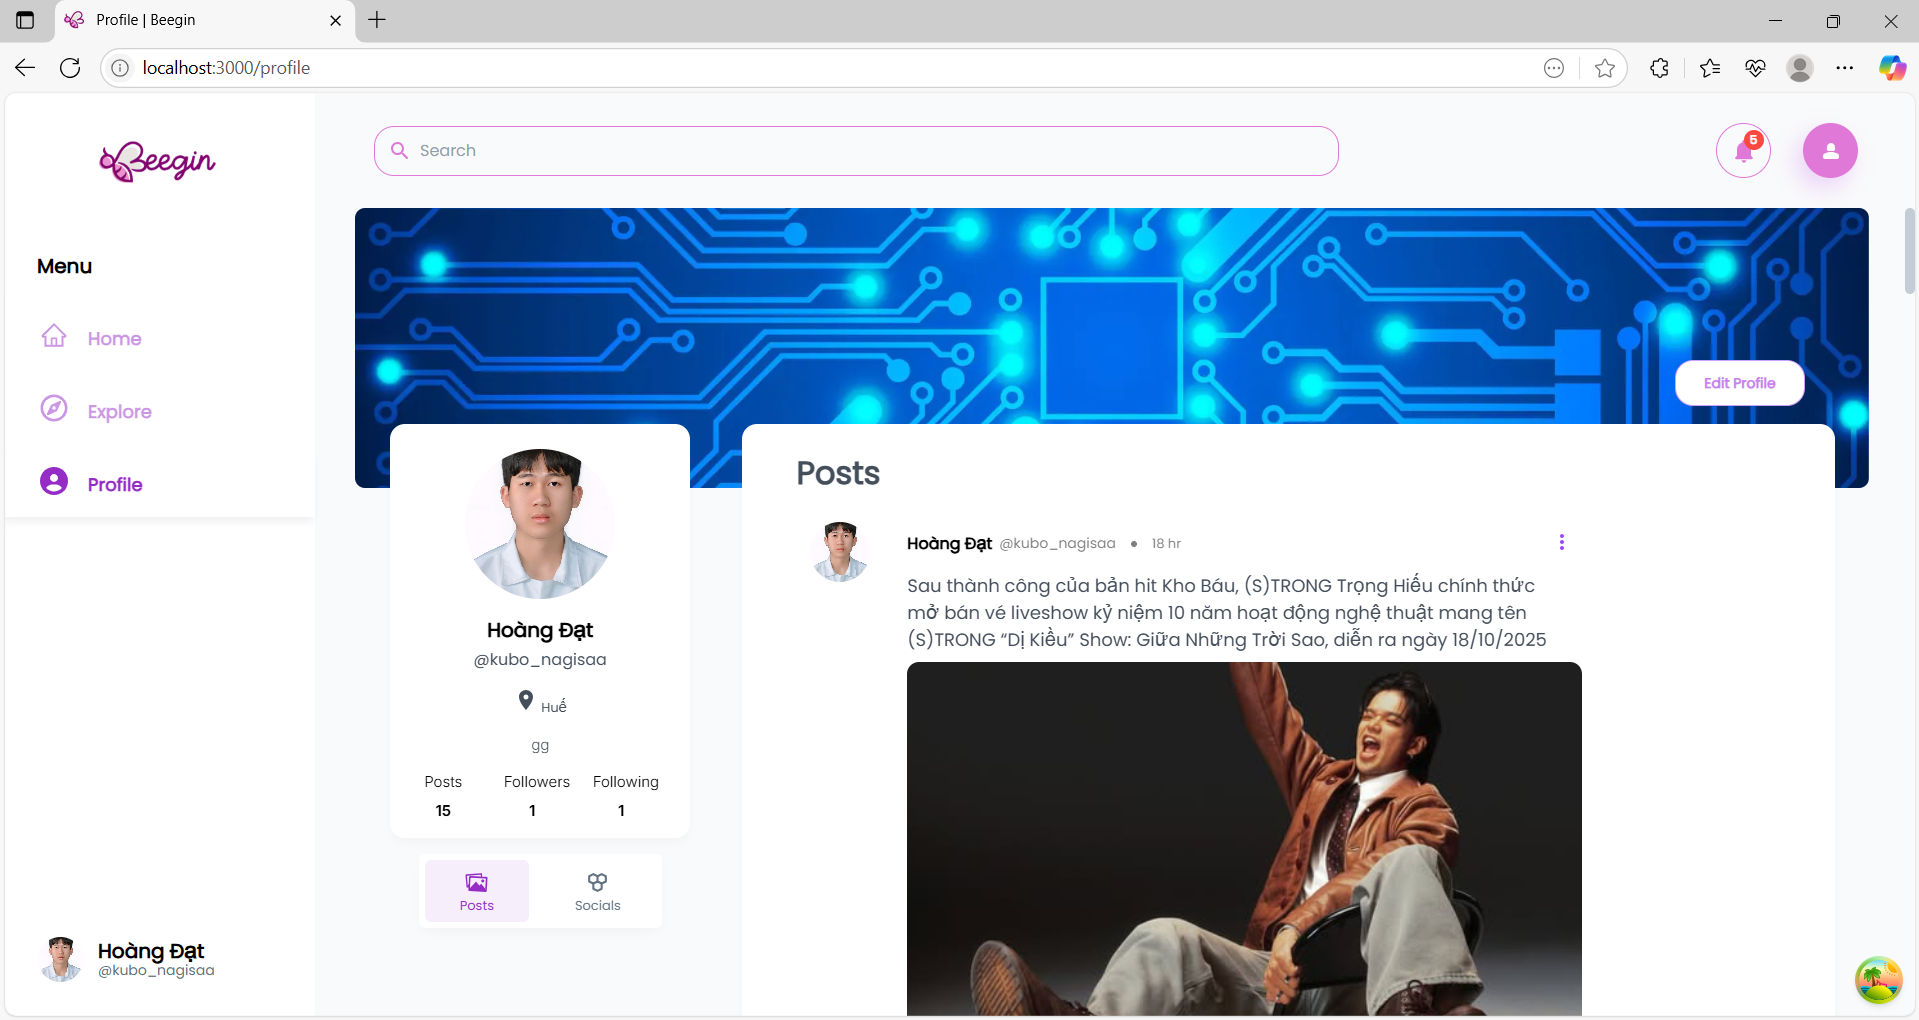 Profile | Beegin
localhost:3000/profile
Beegin
Search
5
Menu
Home
Explore
Profile
Edit Profile
Hoàng Đạt
@kubo_nagisaa
Huế
gg
Posts Followers Following
15 1 1
Posts Socials
Posts
Hoàng Đạt @kubo_nagisaa • 18 hr
Sau thành công của bản hit Kho Báu, (S)TRONG Trọng Hiếu chính thức
mở bán vé liveshow kỷ niệm 10 năm hoạt động nghệ thuật mang tên
(S)TRONG “Dị Kiều” Show: Giữa Những Trời Sao, diễn ra ngày 18/10/2025
Hoàng Đạt
@kubo_nagisaa